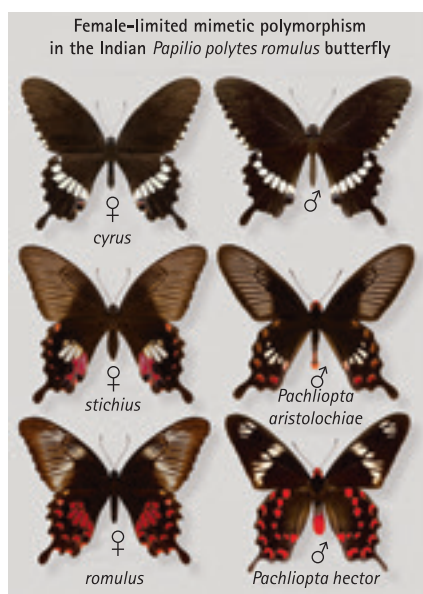 Female-limited mimetic polymorphism
in the Indian Papilio polytes romulus butterfly
♀
♂
cyrus
♀
♂
stichius
Pachliopta
aristolochiae
♀
♂
romulus
Pachliopta hector